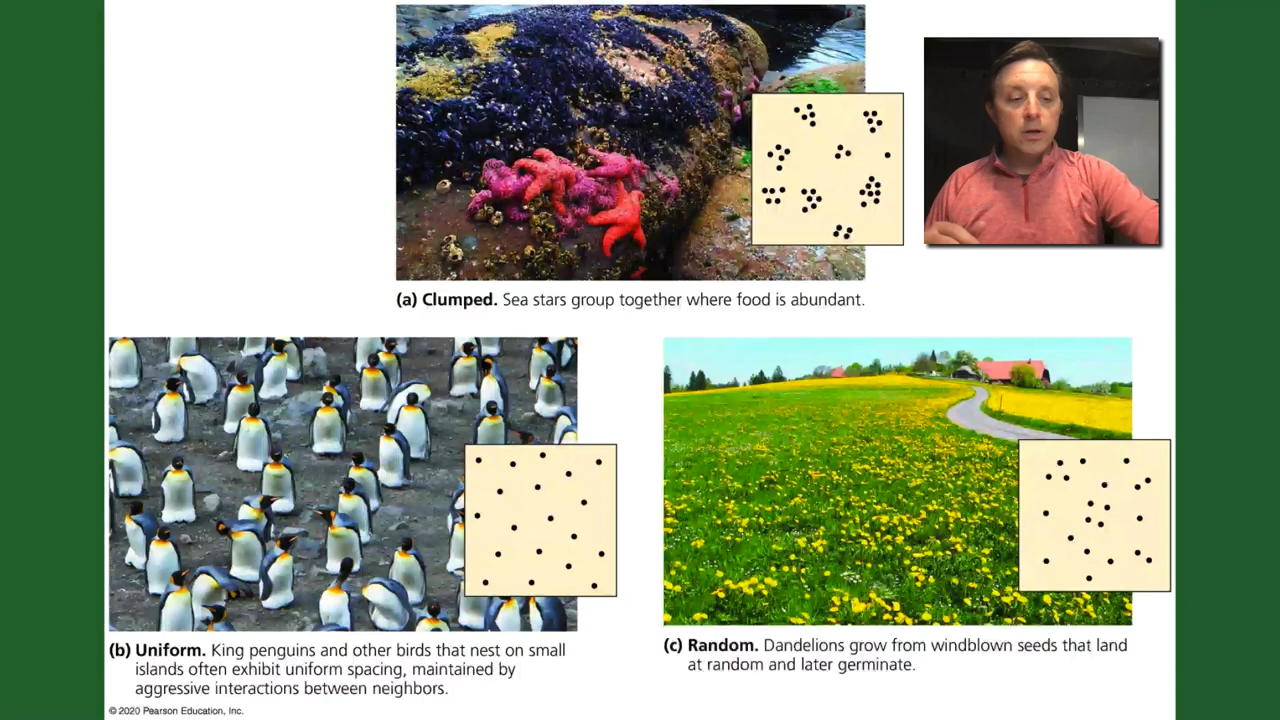 (a) Clumped. Sea stars group together where food is abundant.
(b) Uniform. King penguins and other birds that nest on small
islands often exhibit uniform spacing, maintained by
aggressive interactions between neighbors.
(c) Random. Dandelions grow from windblown seeds that land
at random and later germinate.
© 2020 Pearson Education, Inc.